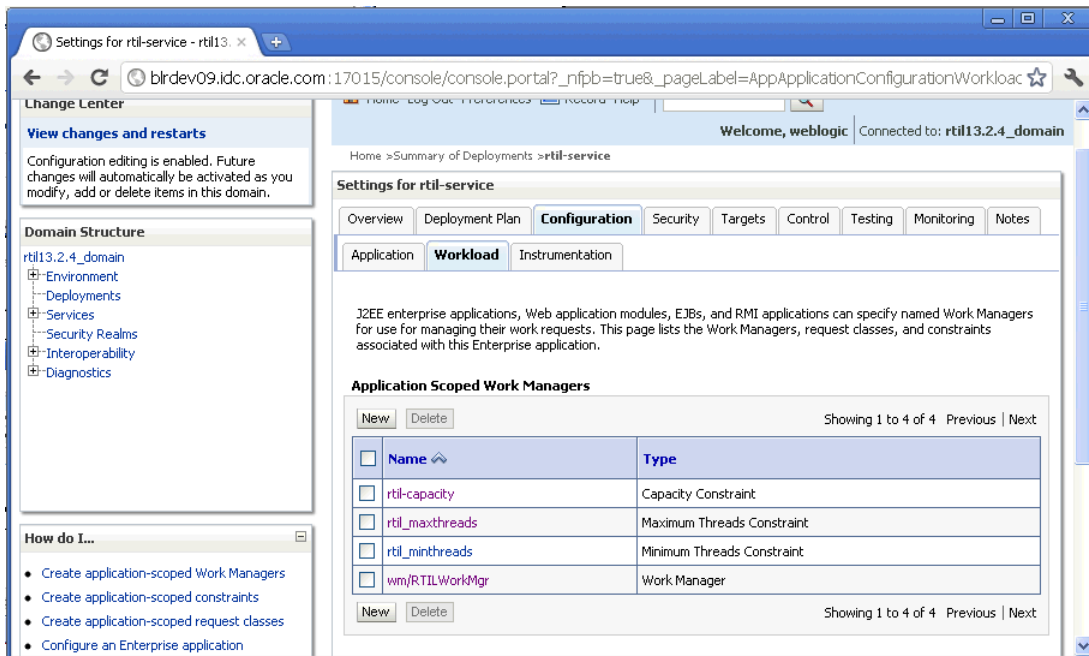 Settings for rtil-service - rtil13.
blrdev09.idc.oracle.com:17015/console/console.portal?_nfpb=true&_pageLabel=AppApplicationConfigurationWorkloac
Change Center
View changes and restarts
Configuration editing is enabled. Future
changes will automatically be activated as you
modify, add or delete items in this domain.
Domain Structure
rtil13.2.4_domain
Environment
Deployments
Services
Security Realms
Interoperability
Diagnostics
How do I...
Create application-scoped Work Managers
Create application-scoped constraints
Create application-scoped request classes
Configure an Enterprise application
Home Log Out Preferences Record Help
Welcome, weblogic Connected to: rtil13.2.4_domain
Home >Summary of Deployments >rtil-service
Settings for rtil-service
Overview Deployment Plan Configuration Security Targets Control Testing Monitoring Notes
Application Workload Instrumentation
J2EE enterprise applications, Web application modules, EJBs, and RMI applications can specify named Work Managers
for use for managing their work requests. This page lists the Work Managers, request classes, and constraints
associated with this Enterprise application.
Application Scoped Work Managers
New Delete Showing 1 to 4 of 4 Previous | Next
Name Type
rtil-capacity Capacity Constraint
rtil_maxthreads Maximum Threads Constraint
rtil_minthreads Minimum Threads Constraint
wm/RTILWorkMgr Work Manager
New Delete Showing 1 to 4 of 4 Previous | Next